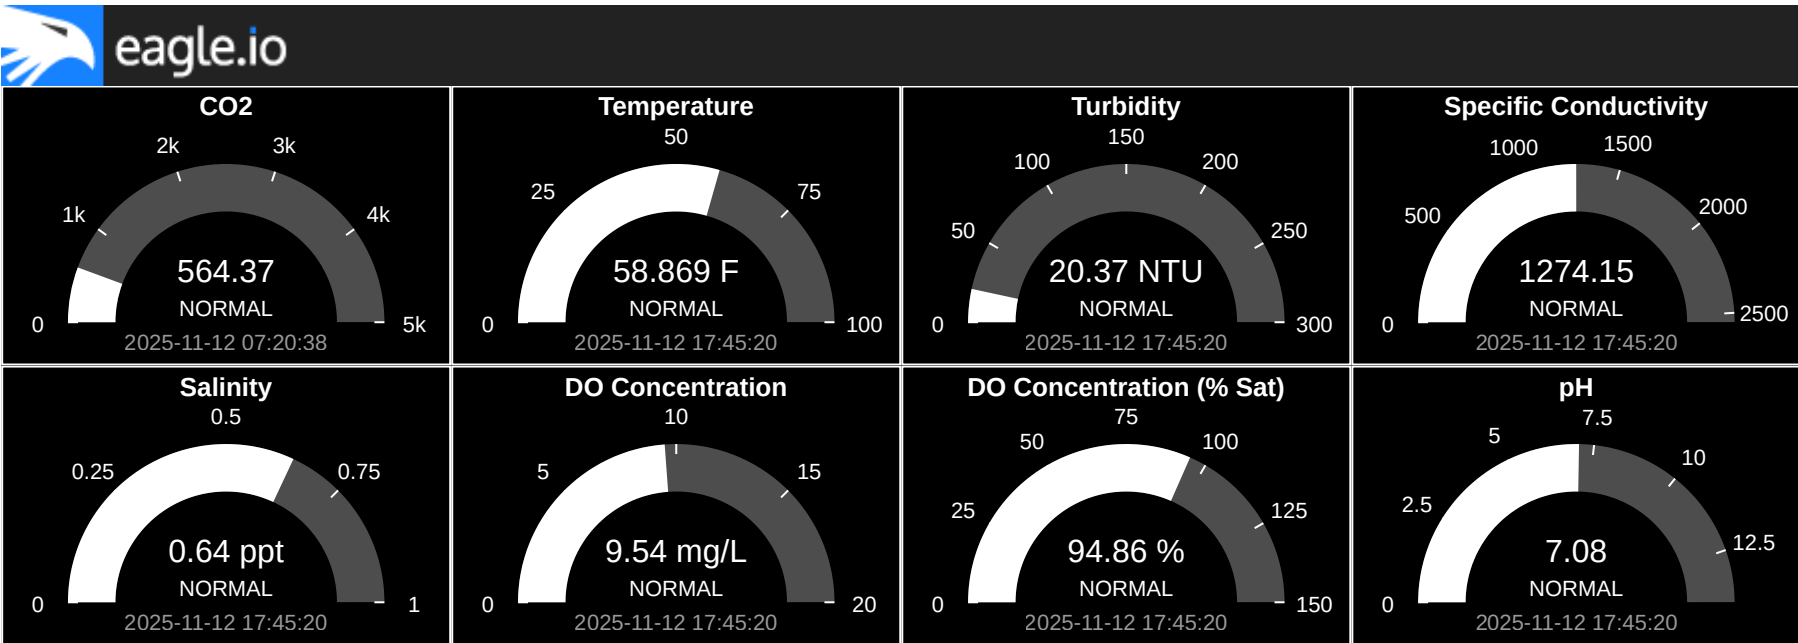 eagle.io
CO2
0
1k
2k
3k
4k
5k
564.37
NORMAL
2025-11-12 07:20:38
Temperature
0
25
50
75
100
58.869 F
NORMAL
2025-11-12 17:45:20
Turbidity
0
50
100
150
200
250
300
20.37 NTU
NORMAL
2025-11-12 17:45:20
Specific Conductivity
0
500
1000
1500
2000
2500
1274.15
NORMAL
2025-11-12 17:45:20
Salinity
0
0.25
0.5
0.75
1
0.64 ppt
NORMAL
2025-11-12 17:45:20
DO Concentration
0
5
10
15
20
9.54 mg/L
NORMAL
2025-11-12 17:45:20
DO Concentration (% Sat)
0
25
50
75
100
125
150
94.86 %
NORMAL
2025-11-12 17:45:20
pH
0
2.5
5
7.5
10
12.5
7.08
NORMAL
2025-11-12 17:45:20